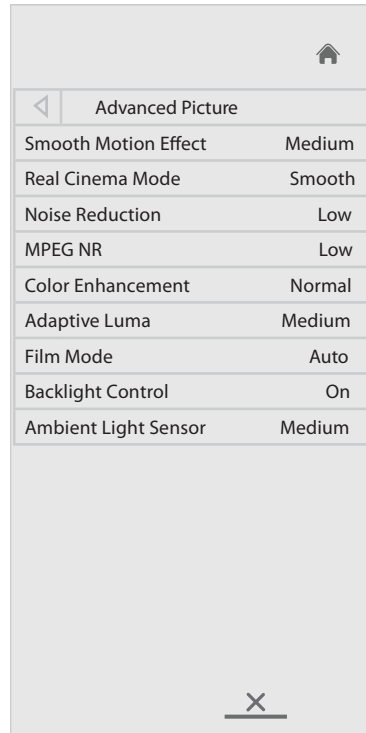 Advanced Picture
Smooth Motion Effect Medium
Real Cinema Mode Smooth
Noise Reduction Low
MPEG NR Low
Color Enhancement Normal
Adaptive Luma Medium
Film Mode Auto
Backlight Control On
Ambient Light Sensor Medium